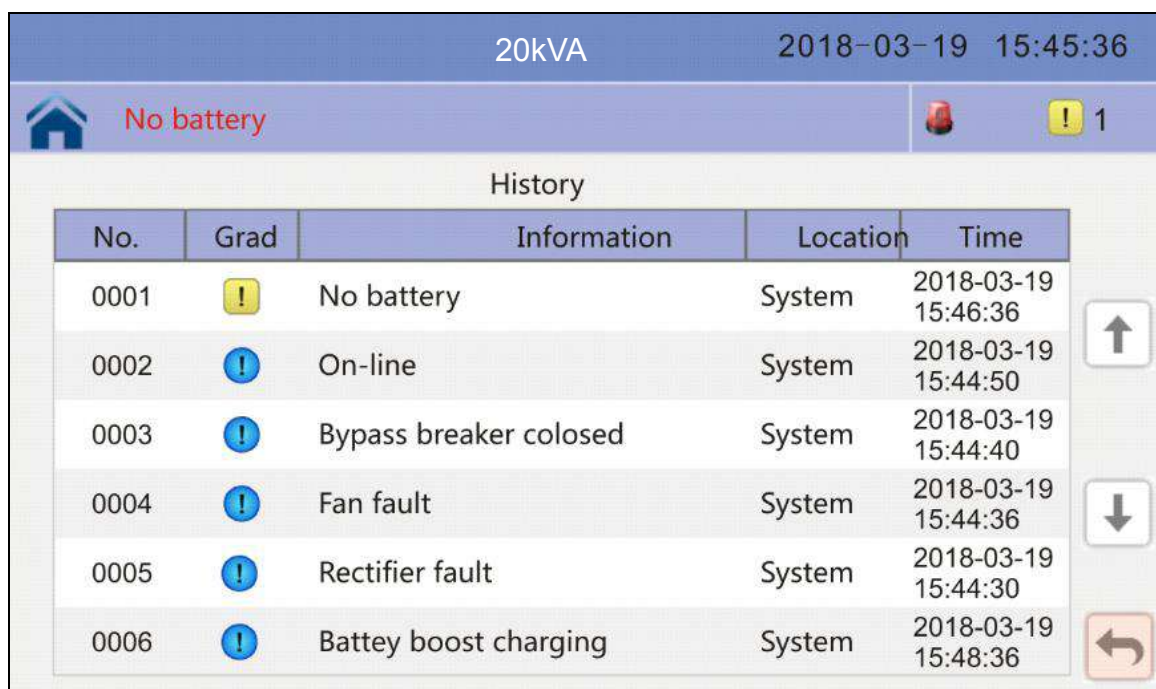 20kVA 2018-03-19 15:45:36
No battery ! 1
History
No. Grad Information Location Time
0001 ! No battery System 2018-03-19
15:46:36
0002 ! On-line System 2018-03-19
15:44:50
0003 ! Bypass breaker colosed System 2018-03-19
15:44:40
0004 ! Fan fault System 2018-03-19
15:44:36
0005 ! Rectifier fault System 2018-03-19
15:44:30
0006 ! Battey boost charging System 2018-03-19
15:48:36